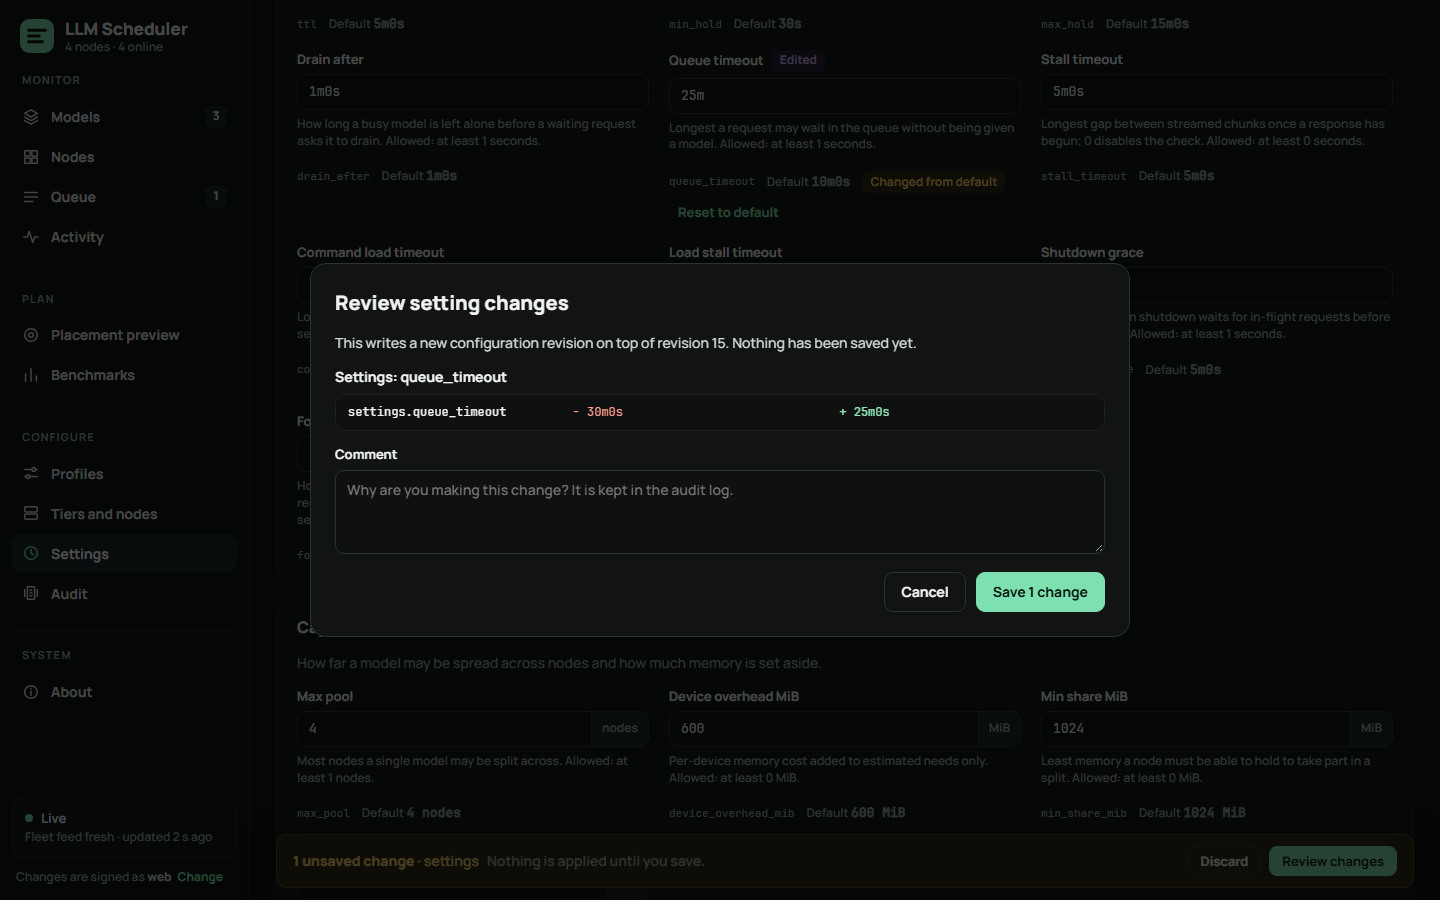 LLM Scheduler
4 nodes · 4 online
MONITOR
Models 3
Nodes
Queue 1
Activity
PLAN
Placement preview
Benchmarks
CONFIGURE
Profiles
Tiers and nodes
Settings
Audit
SYSTEM
About
Live
Fleet feed fresh · updated 2 s ago
Changes are signed as web Change
ttl Default 5m0s
min_hold Default 30s
max_hold Default 15m0s
Drain after
1m0s
How long a busy model is left alone before a waiting request
asks it to drain. Allowed: at least 1 seconds.
drain_after Default 1m0s
Queue timeout Edited
25m
Longest a request may wait in the queue without being given
a model. Allowed: at least 1 seconds.
queue_timeout Default 10m0s Changed from default
Reset to default
Stall timeout
5m0s
Longest gap between streamed chunks once a response has
begun; 0 disables the check. Allowed: at least 0 seconds.
stall_timeout Default 5m0s
Command load timeout
Load stall timeout
Shutdown grace
n shutdown waits for in-flight requests before
Allowed: at least 1 seconds.
Default 5m0s
Review setting changes
This writes a new configuration revision on top of revision 15. Nothing has been saved yet.
Settings: queue_timeout
settings.queue_timeout - 30m0s + 25m0s
Comment
Why are you making this change? It is kept in the audit log.
Cancel
Save 1 change
How far a model may be spread across nodes and how much memory is set aside.
Max pool
4 nodes
Most nodes a single model may be split across. Allowed: at
least 1 nodes.
max_pool Default 4 nodes
Device overhead MiB
600 MiB
Per-device memory cost added to estimated needs only.
Allowed: at least 0 MiB.
device_overhead_mib Default 600 MiB
Min share MiB
1024 MiB
Least memory a node must be able to hold to take part in a
split. Allowed: at least 0 MiB.
min_share_mib Default 1024 MiB
1 unsaved change · settings Nothing is applied until you save.
Discard
Review changes